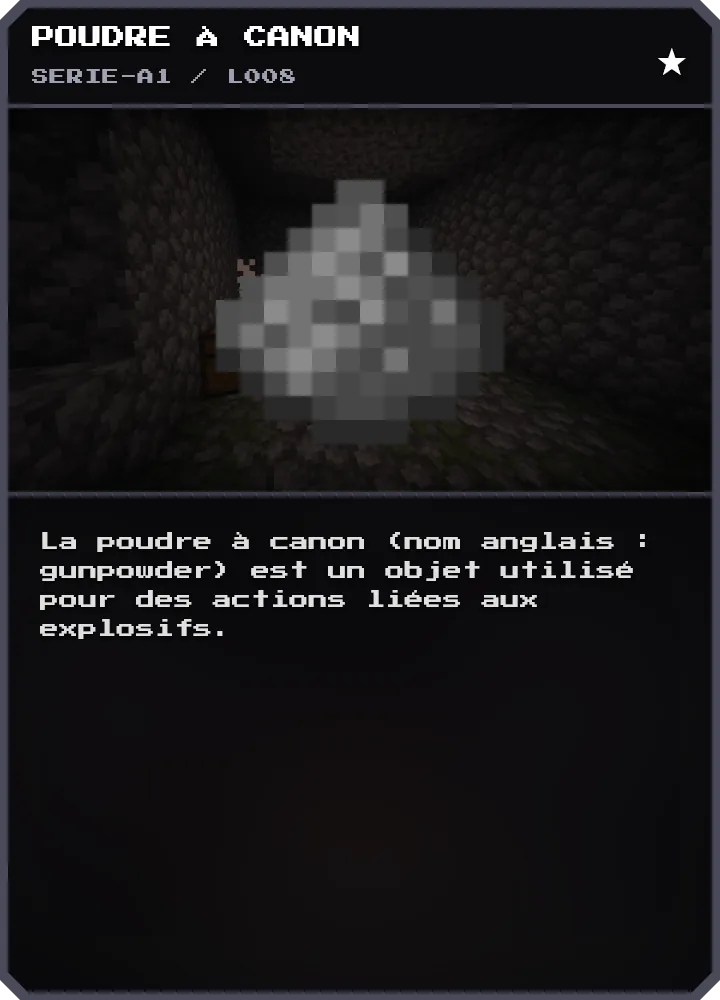 POUDRE à CANON
SERIE-A1 / L008
La poudre à canon (nom anglais :
gunpowder) est un objet utilisé
pour des actions liées aux
explosifs.